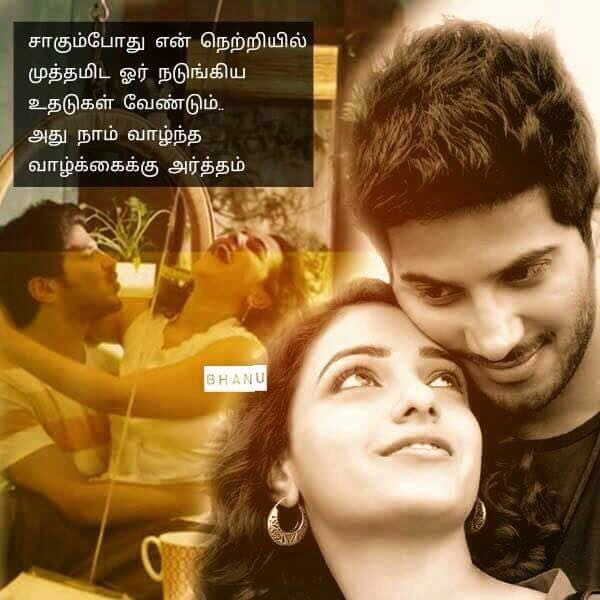 சாகும்போது என் நெற்றியில்
முத்தமிட ஓர் நடுங்கிய
உதடுகள் வேண்டும்..
அது நாம் வாழ்ந்த
வாழ்க்கைக்கு அர்த்தம்
BHANU